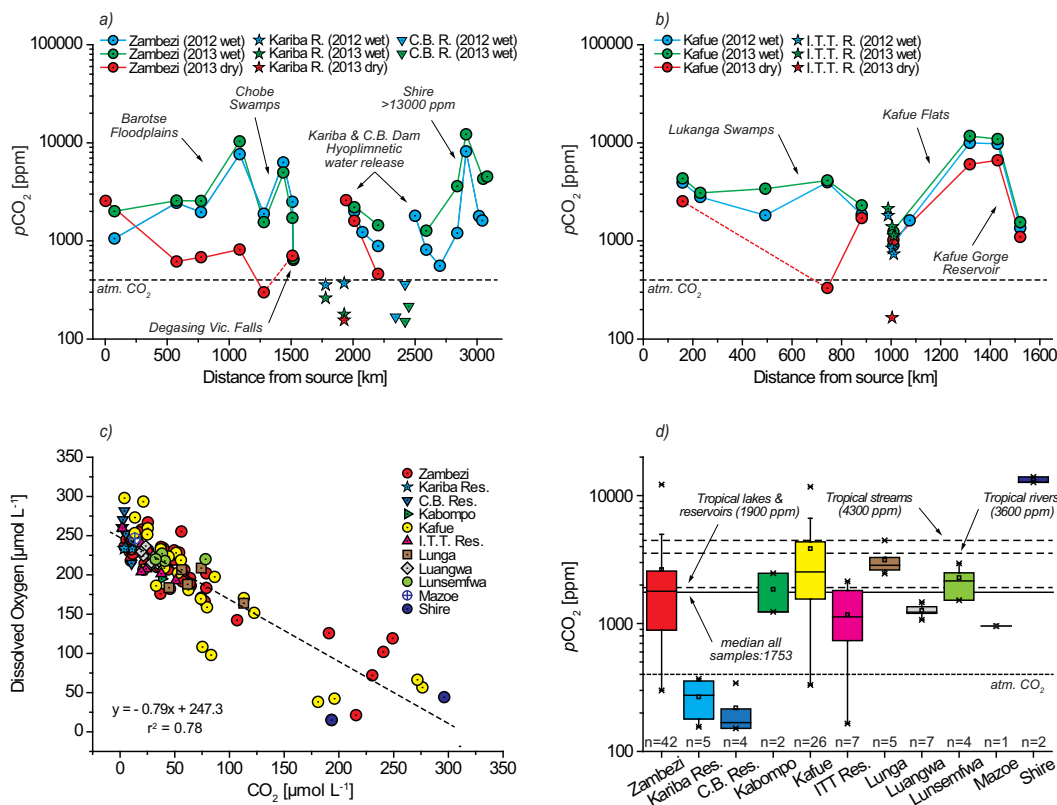 a)
Zambezi (2012 wet)
Zambezi (2013 wet)
Zambezi (2013 dry)
Kariba R. (2012 wet)
Kariba R. (2013 wet)
Kariba R. (2013 dry)
C.B. R. (2012 wet)
C.B. R. (2013 wet)
100000
10000
1000
100
pCO2 [ppm]
Barotse
Floodplains
Chobe
Swamps
Kariba & C.B. Dam
Hyoplimnetic
water release
Shire
>13000 ppm
atm. CO2
Degasing Vic. Falls
0 500 1000 1500 2000 2500 3000
Distance from source [km]
b)
Kafue (2012 wet)
Kafue (2013 wet)
Kafue (2013 dry)
I.T.T. R. (2012 wet)
I.T.T. R. (2013 wet)
I.T.T. R. (2013 dry)
100000
10000
1000
100
pCO2 [ppm]
Lukanga Swamps
Kafue Flats
Kafue Gorge
Reservoir
atm. CO2
0 200 400 600 800 1000 1200 1400 1600
Distance from source [km]
c)
350
300
250
200
150
100
50
0
Dissolved Oxygen [µmol L-1]
Zambezi
Kariba Res.
C.B. Res.
Kabompo
Kafue
I.T.T. Res.
Lunga
Luangwa
Lunsemfwa
Mazoe
Shire
y = - 0.79x + 247.3
r2 = 0.78
0 50 100 150 200 250 300 350
CO2 [µmol L-1]
d)
10000
1000
100
pCO2 [ppm]
Tropical lakes &
reservoirs (1900 ppm)
Tropical streams
(4300 ppm)
Tropical rivers
(3600 ppm)
median all
samples:1753
atm. CO2
n=42 n=5 n=4 n=2 n=26 n=7 n=5 n=7 n=4 n=1 n=2
Zambezi
Kariba Res.
C.B. Res.
Kabompo
Kafue
ITT Res.
Lunga
Luangwa
Lunsemfwa
Mazoe
Shire